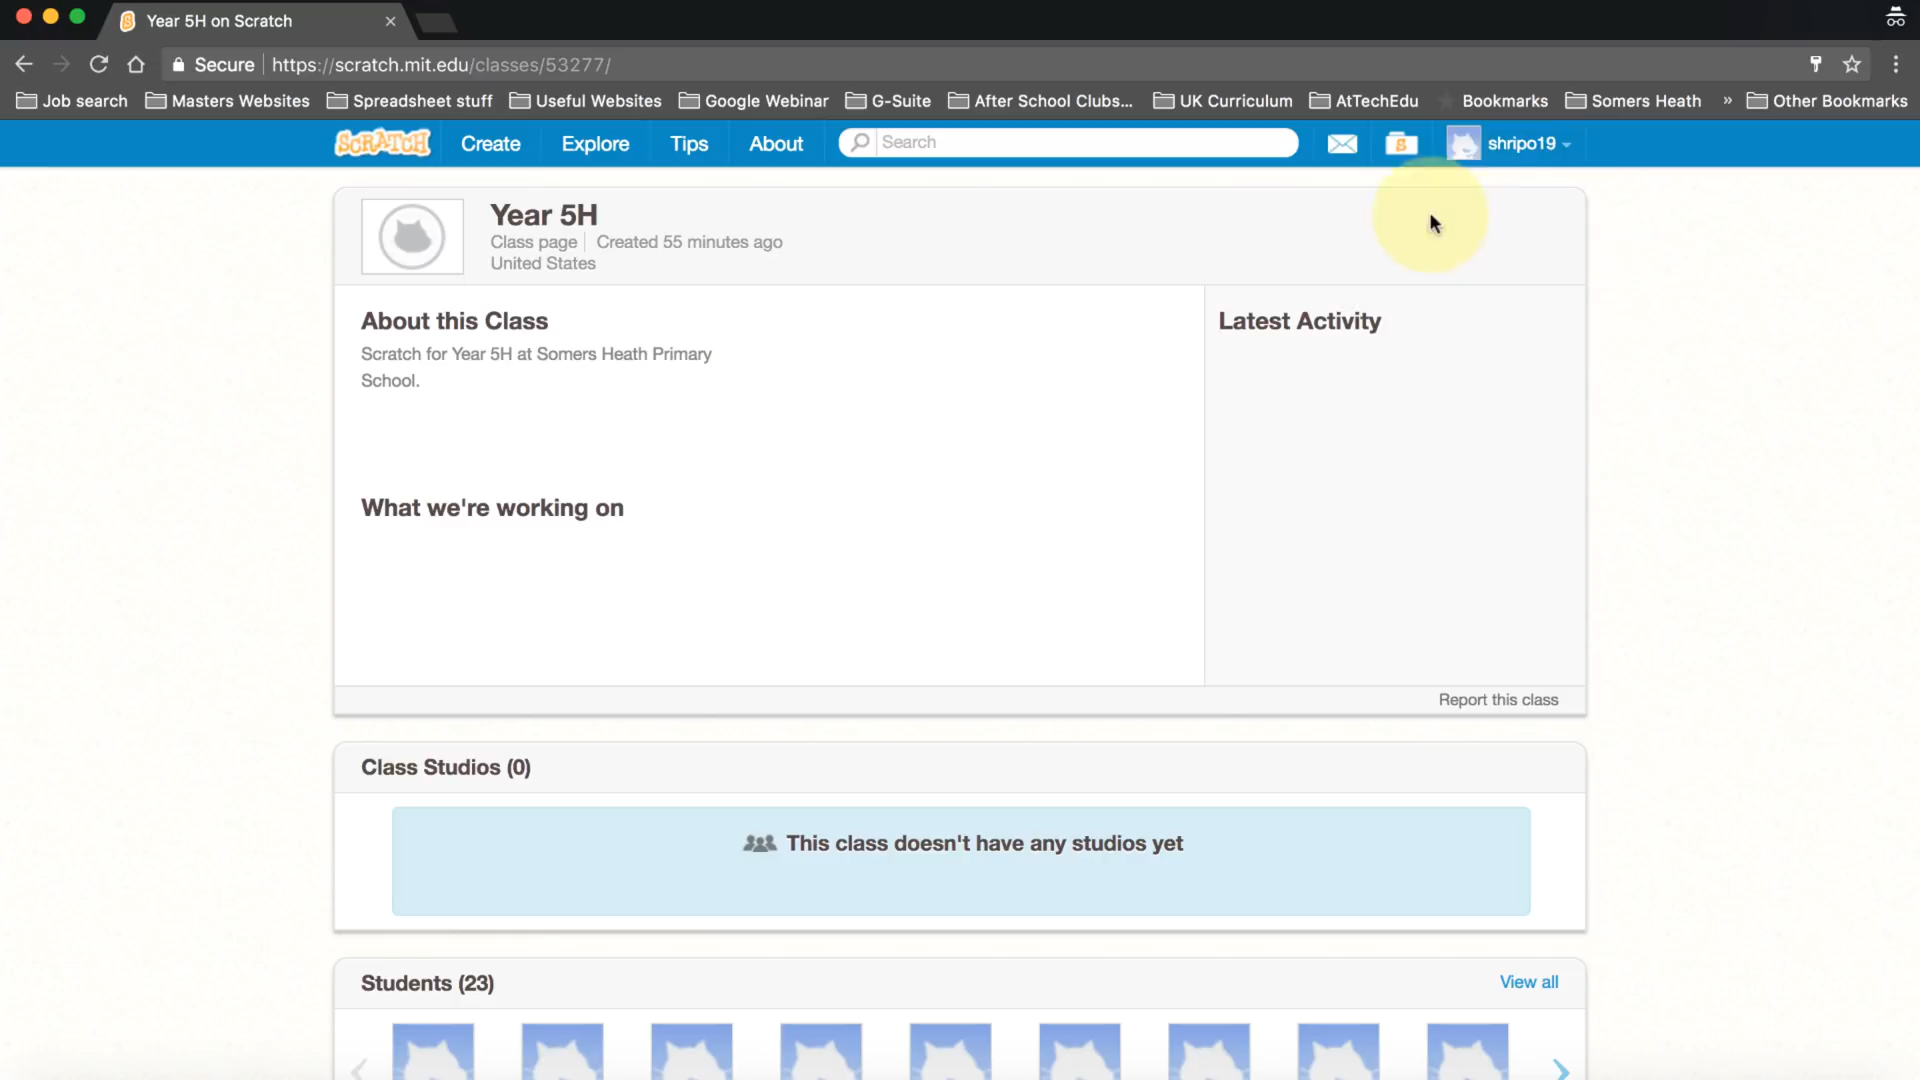 Year 5H on Scratch
Secure https://scratch.mit.edu/classes/53277/
Job search Masters Websites Spreadsheet stuff Useful Websites Google Webinar G-Suite After School Clubs... UK Curriculum AtTechEdu Bookmarks Somers Heath » Other Bookmarks
SCRATCH Create Explore Tips About Search S shripo19
Year 5H
Class page Created 55 minutes ago
United States
About this Class
Scratch for Year 5H at Somers Heath Primary
School.
Latest Activity
What we're working on
Report this class
Class Studios (0)
This class doesn't have any studios yet
Students (23)
View all